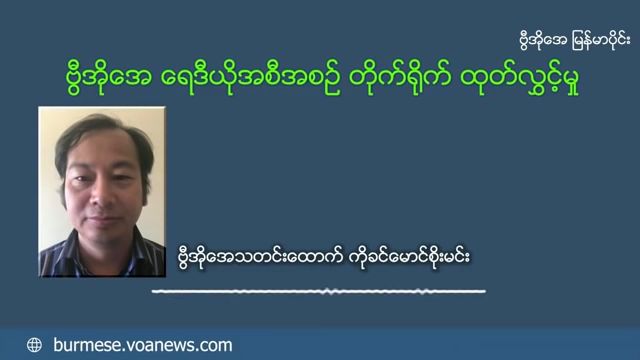 ဗွီအိုအေ မြန်မာပိုင်း
ဗွီအိုအေ ရေဒီယိုအစီအစဉ် တိုက်ရိုက် ထုတ်လွှင့်မှု
ဗွီအိုအေသတင်းထောက် ကိုခင်မောင်စိုးမင်း
burmese.voanews.com